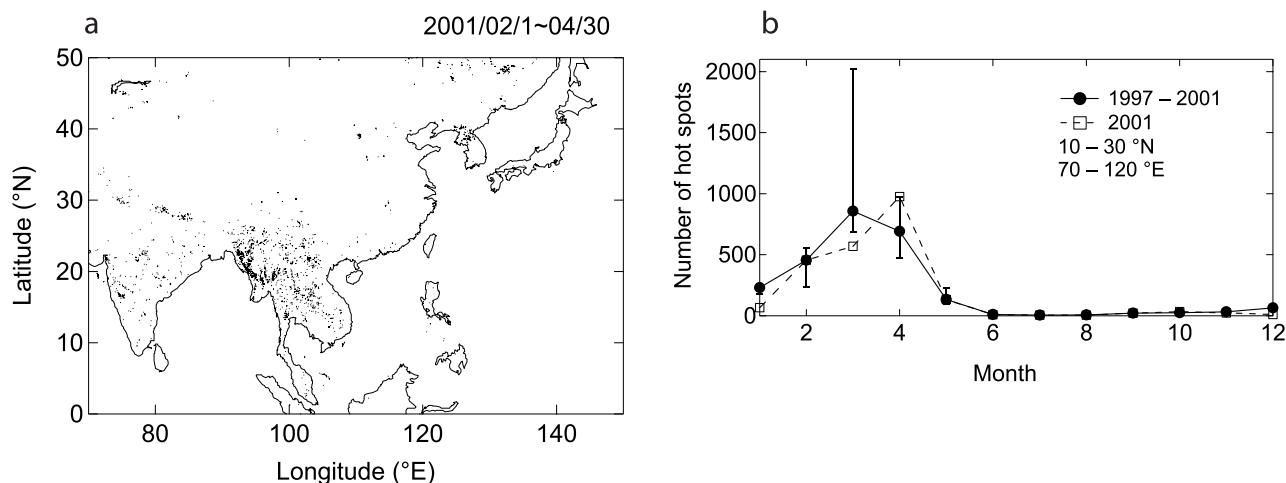 a
2001/02/1~04/30
50
40
30
20
10
0
Latitude (°N)
80
100
120
140
Longitude (°E)
b
2000
1500
1000
500
0
Number of hot spots
1997 – 2001
2001
10 – 30 °N
70 – 120 °E
2
4
6
8
10
12
Month